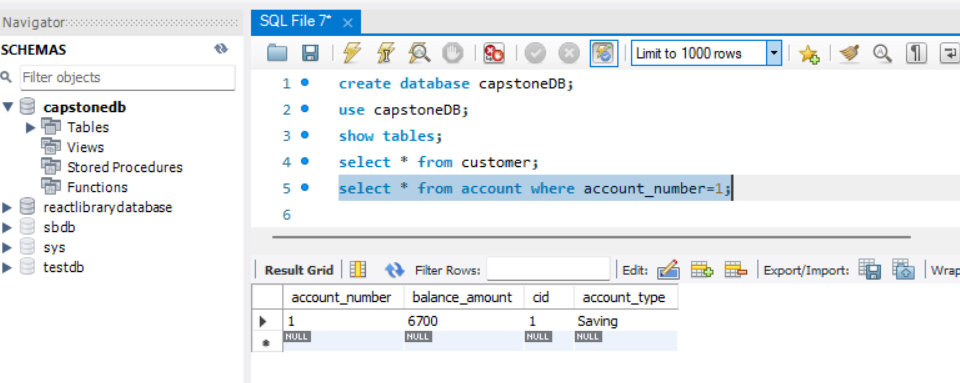 Navigator
SCHEMAS
Filter objects
capstonedb
Tables
Views
Stored Procedures
Functions
reactlibrarydatabase
sbdb
sys
testdb
SQL File 7*
Limit to 1000 rows
1 create database capstoneDB;
2 use capstoneDB;
3 show tables;
4 select * from customer;
5 select * from account where account_number=1;
6
Result Grid Filter Rows: Edit: Export/Import: Wrap
account_number balance_amount cid account_type
1 6700 1 Saving
NULL NULL NULL NULL